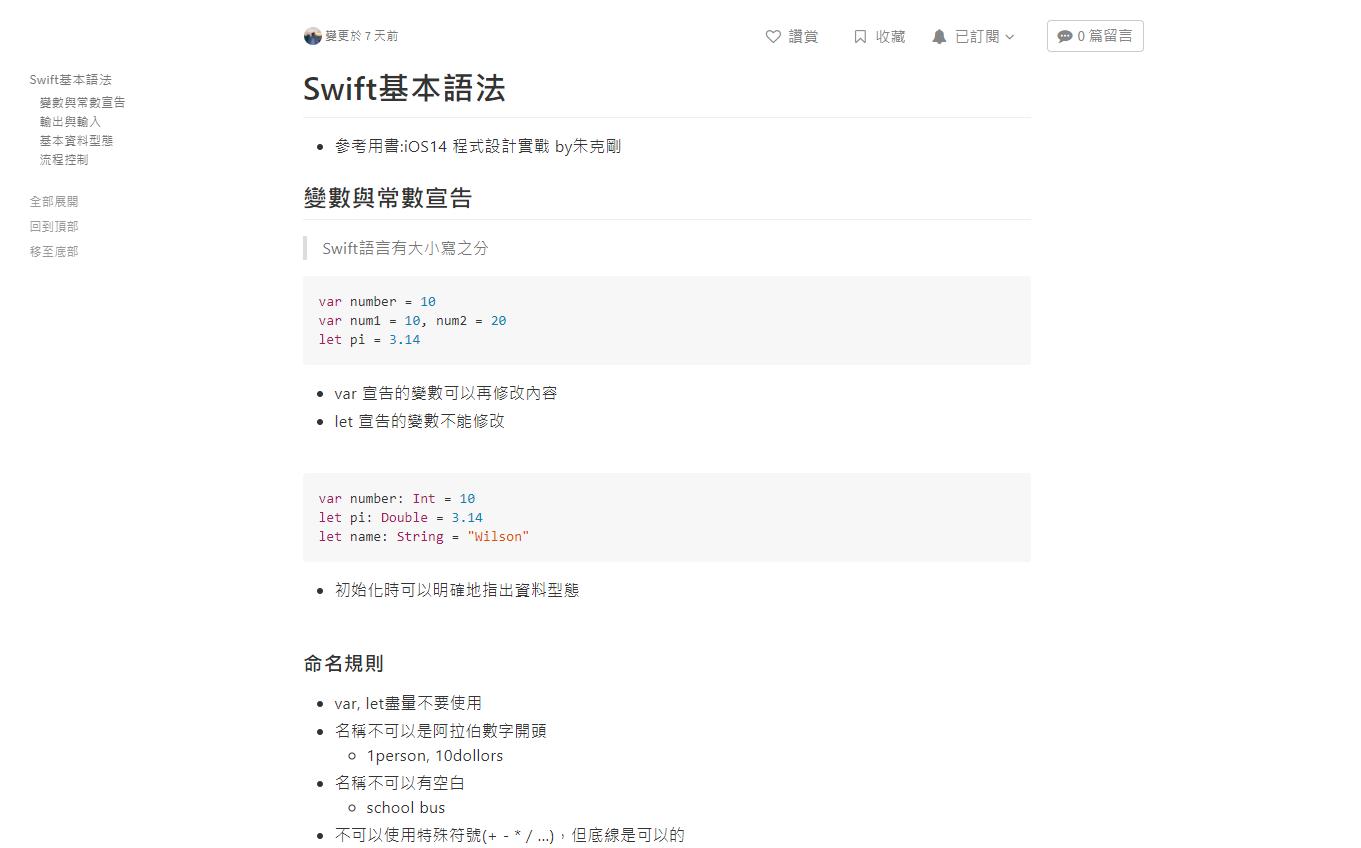 變更於 7 天前
讚賞
收藏
已訂閱
0 篇留言
Swift基本語法
變數與常數宣告
輸出與輸入
基本資料型態
流程控制
全部展開
回到頂部
移至底部
Swift基本語法
參考用書:iOS14 程式設計實戰 by朱克剛
變數與常數宣告
Swift語言有大小寫之分
var number = 10
var num1 = 10, num2 = 20
let pi = 3.14
var 宣告的變數可以再修改內容
let 宣告的變數不能修改
var number: Int = 10
let pi: Double = 3.14
let name: String = "Wilson"
初始化時可以明確地指出資料型態
命名規則
var, let盡量不要使用
名稱不可以是阿拉伯數字開頭
1person, 10dollors
名稱不可以有空白
school bus
不可以使用特殊符號(+ - * / ...)，但底線是可以的